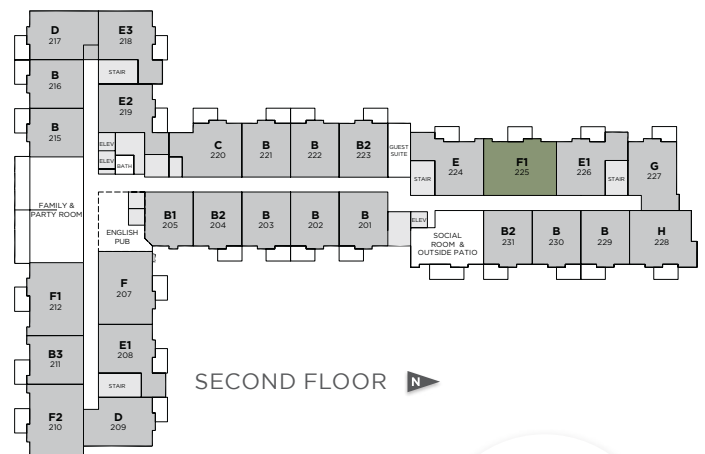 D
217
E3
218
STAIR
B
216
E2
219
B
215
ELEV
ELEV
BATH
C
220
B
221
B
222
B2
223
GUEST
SUITE
E
224
STAIR
F1
225
E1
226
STAIR
G
227
FAMILY &
PARTY ROOM
ENGLISH
PUB
B1
205
B2
204
B
203
B
202
B
201
ELEV
SOCIAL
ROOM &
OUTSIDE PATIO
B2
231
B
230
B
229
H
228
F1
212
F
207
B3
211
E1
208
STAIR
F2
210
D
209
SECOND FLOOR
N